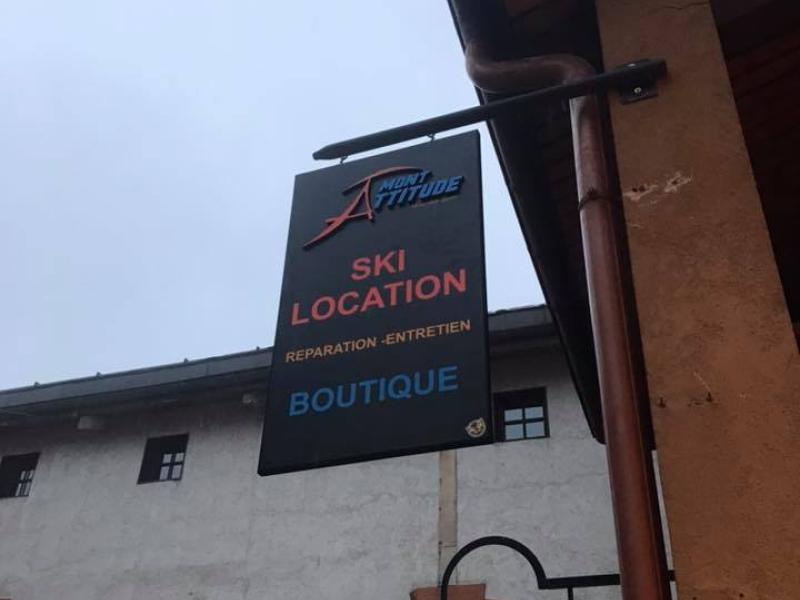 MONT
ATTITUDE
SKI
LOCATION
REPARATION -ENTRETIEN
BOUTIQUE